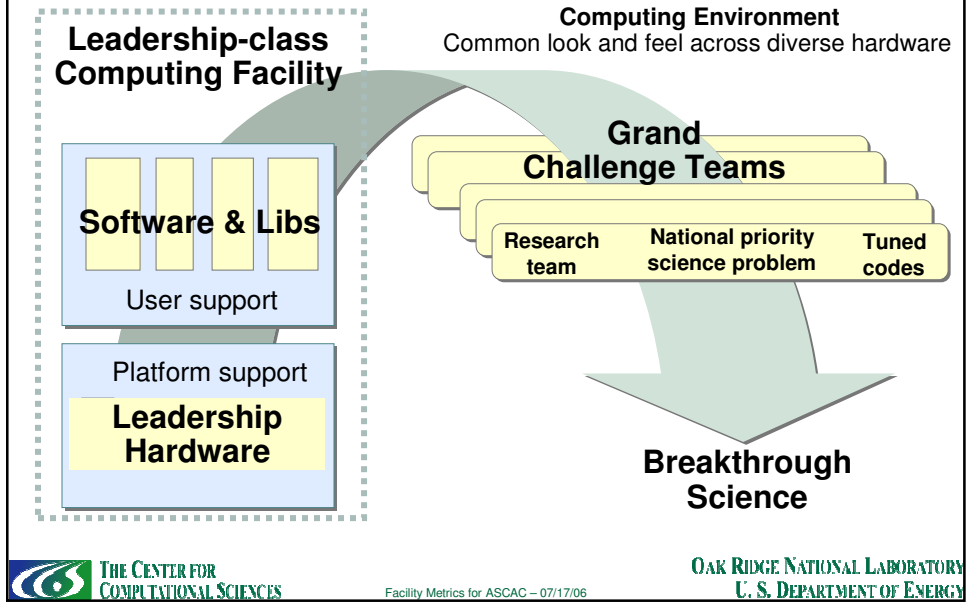 Leadership-class
Computing Facility
Computing Environment
Common look and feel across diverse hardware
Software & Libs
User support
Platform support
Leadership
Hardware
Grand
Challenge Teams
Research
team
National priority
science problem
Tuned
codes
Breakthrough
Science
THE CENTER FOR
COMPUTATIONAL SCIENCES
Facility Metrics for ASCAC – 07/17/06
OAK RIDGE NATIONAL LABORATORY
U. S. DEPARTMENT OF ENERGY